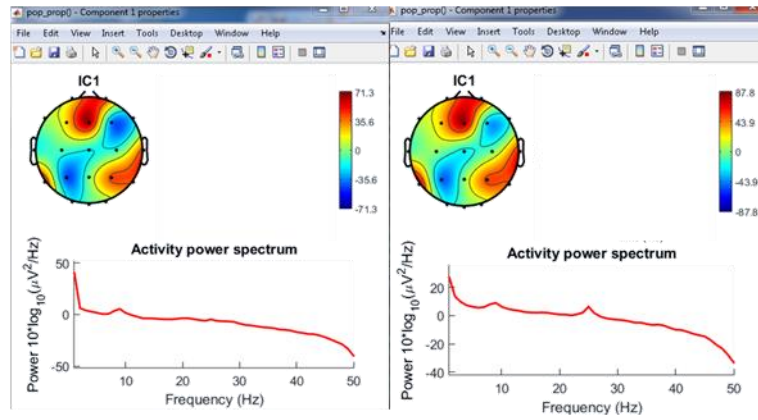 pop_prop() - Component 1 properties
File Edit View Insert Tools Desktop Window Help
IC1
71.3
35.6
0
-35.6
-71.3
Activity power spectrum
Power 10*log10(μV2/Hz)
50
0
-50
10 20 30 40 50
Frequency (Hz)
pop_prop() - Component 1 properties
File Edit View Insert Tools Desktop Window Help
IC1
87.8
43.9
0
-43.9
-87.8
Activity power spectrum
Power 10*log10(μV2/Hz)
20
0
-20
-40
10 20 30 40 50
Frequency (Hz)